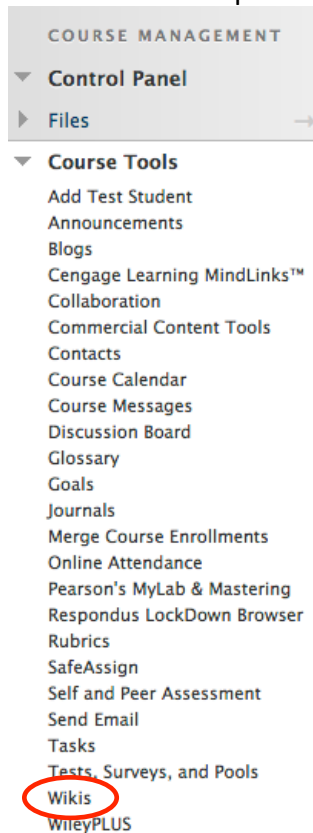 COURSE MANAGEMENT
Control Panel
Files
Course Tools
Add Test Student
Announcements
Blogs
Cengage Learning MindLinks™
Collaboration
Commercial Content Tools
Contacts
Course Calendar
Course Messages
Discussion Board
Glossary
Goals
Journals
Merge Course Enrollments
Online Attendance
Pearson's MyLab & Mastering
Respondus LockDown Browser
Rubrics
SafeAssign
Self and Peer Assessment
Send Email
Tasks
Tests, Surveys, and Pools
Wikis
WileyPLUS